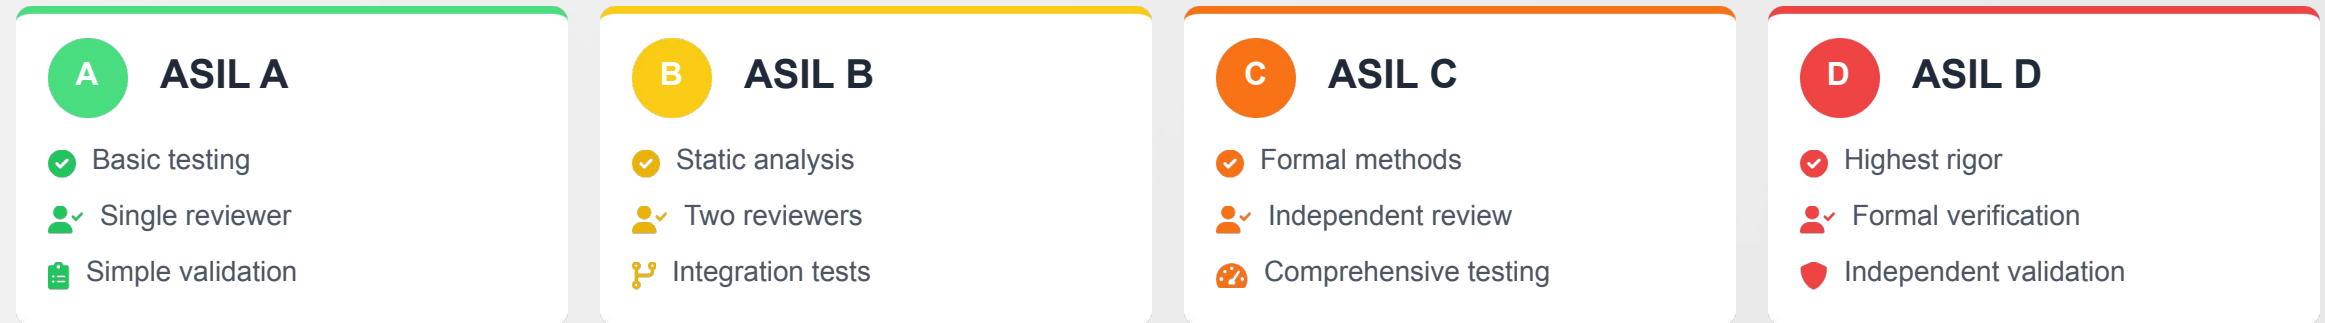 A ASIL A
Basic testing
Single reviewer
Simple validation
B ASIL B
Static analysis
Two reviewers
Integration tests
C ASIL C
Formal methods
Independent review
Comprehensive testing
D ASIL D
Highest rigor
Formal verification
Independent validation